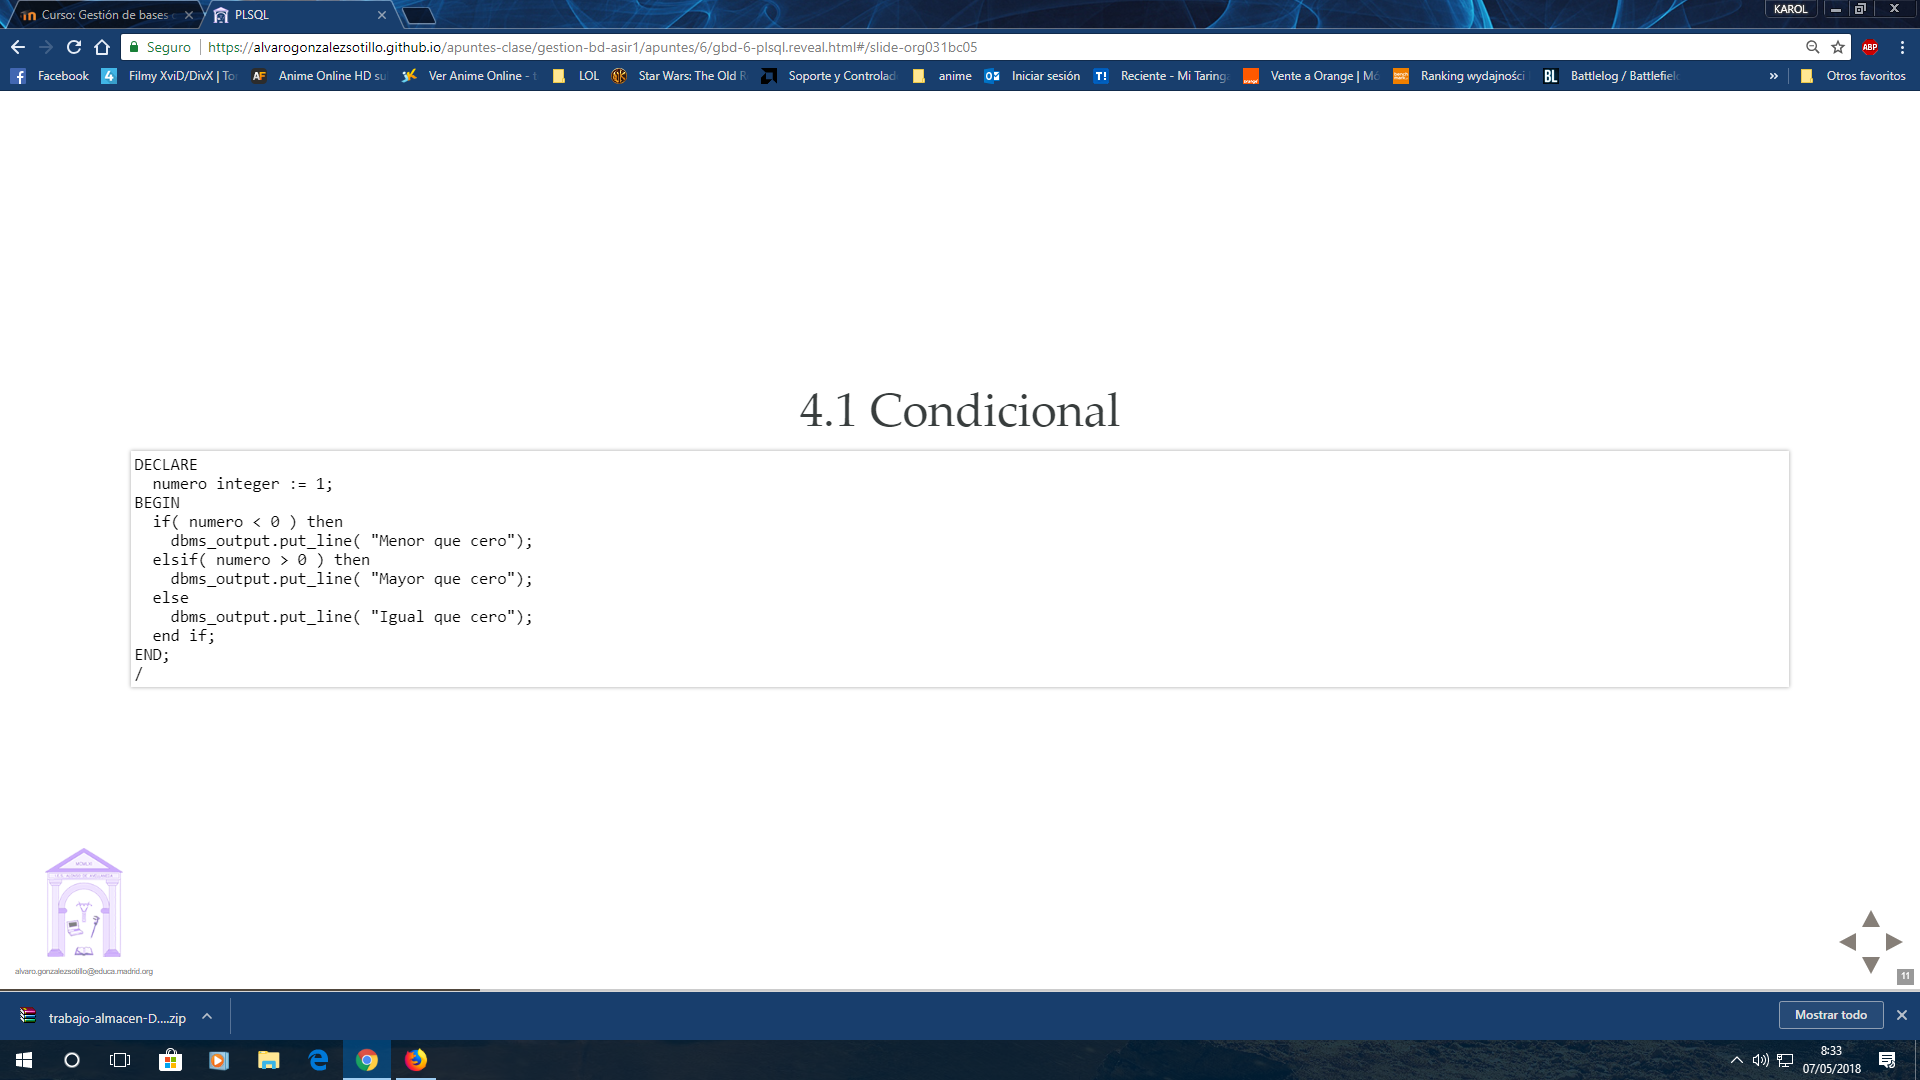 Curso: Gestión de bases
PLSQL
KAROL
Seguro
https://alvarogonzalezsotillo.github.io/apuntes-clase/gestion-bd-asir1/apuntes/6/gbd-6-plsql.reveal.html#/slide-org031bc05
ABP
Facebook
Filmy XviD/DivX | To
Anime Online HD su
Ver Anime Online -
LOL
Star Wars: The Old R
Soporte y Controlad
anime
Iniciar sesión
Reciente - Mi Taringa
Vente a Orange | Mó
Ranking wydajności
Battlelog / Battlefiel
»
Otros favoritos
4.1 Condicional
DECLARE
numero integer := 1;
BEGIN
if( numero < 0 ) then
dbms_output.put_line( "Menor que cero");
elsif( numero > 0 ) then
dbms_output.put_line( "Mayor que cero");
else
dbms_output.put_line( "Igual que cero");
end if;
END;
/
alvaro.gonzalezsotillo@educa.madrid.org
11
trabajo-almacen-D....zip
Mostrar todo
8:33
07/05/2018